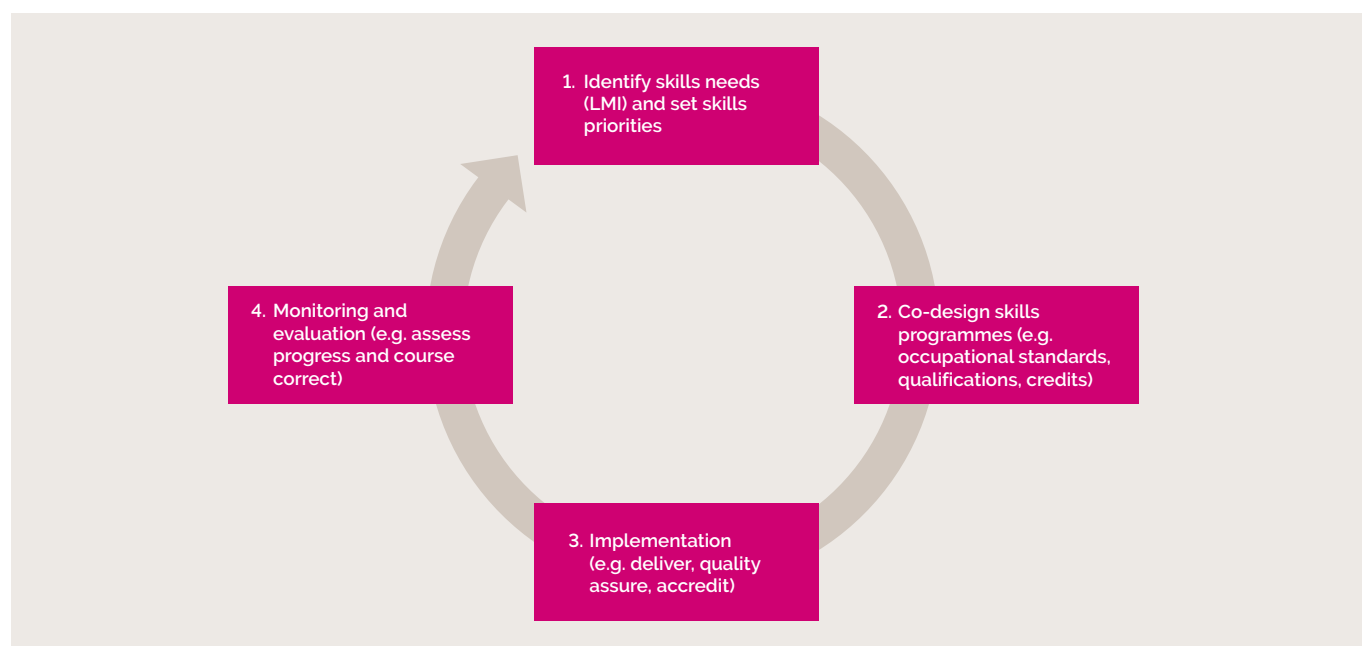 1. Identify skills needs
(LMI) and set skills
priorities
2. Co-design skills
programmes (e.g.
occupational standards,
qualifications, credits)
3. Implementation
(e.g. deliver, quality
assure, accredit)
4. Monitoring and
evaluation (e.g. assess
progress and course
correct)